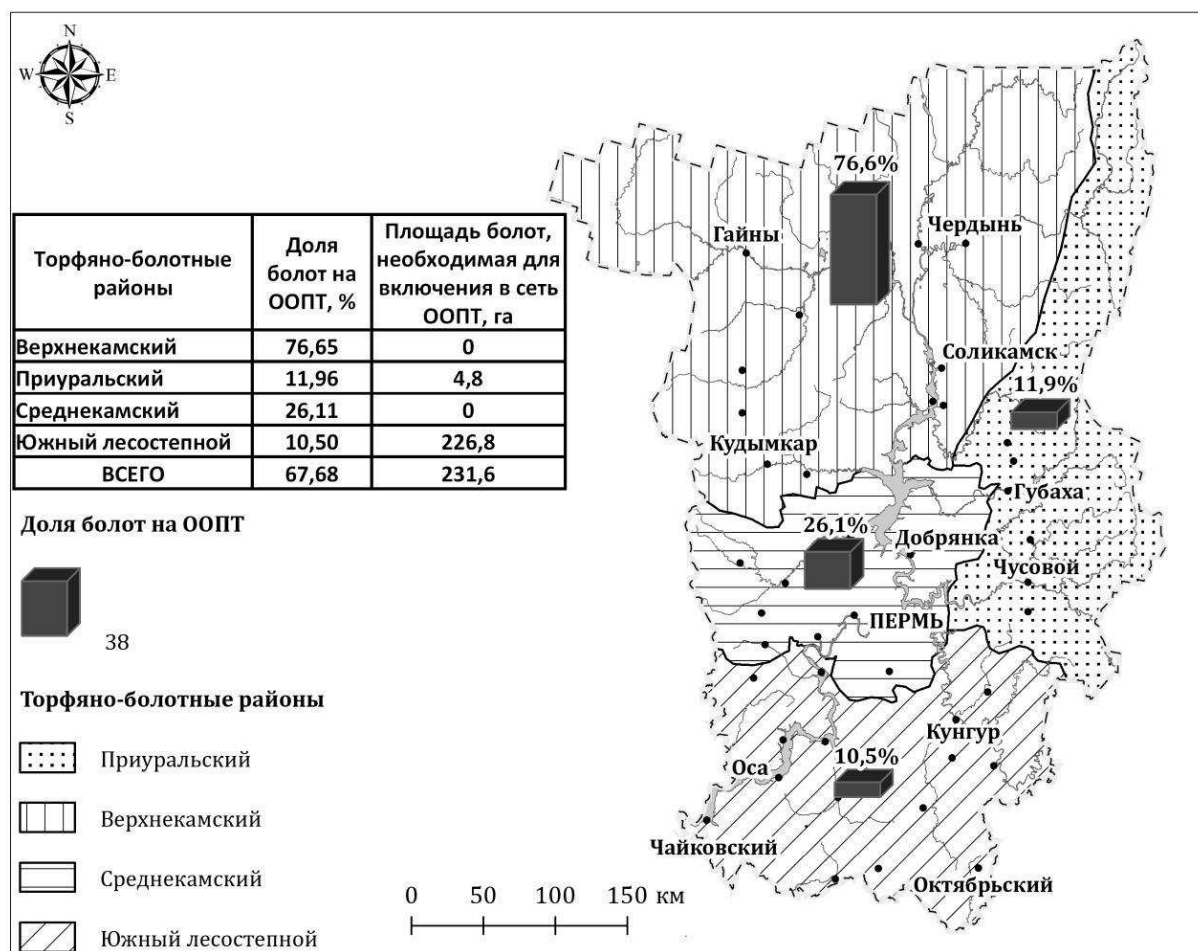 N
W E
S
Торфяно-болотные районы
Доля болот на ООПТ, %
Площадь болот, необходимая для включения в сеть ООПТ, га
Верхнекамский 76,65 0
Приуральский 11,96 4,8
Среднекамский 26,11 0
Южный лесостепной 10,50 226,8
ВСЕГО 67,68 231,6
76,6%
Гайны
Чердынь
Соликамск
11,9%
Кудымкар
Губаха
26,1%
Добрянка
Чусовой
ПЕРМЬ
Кунгур
Оса
10,5%
Чайковский
Октябрьский
Доля болот на ООПТ
38
Торфяно-болотные районы
Приуральский
Верхнекамский
Среднекамский
Южный лесостепной
0 50 100 150 км